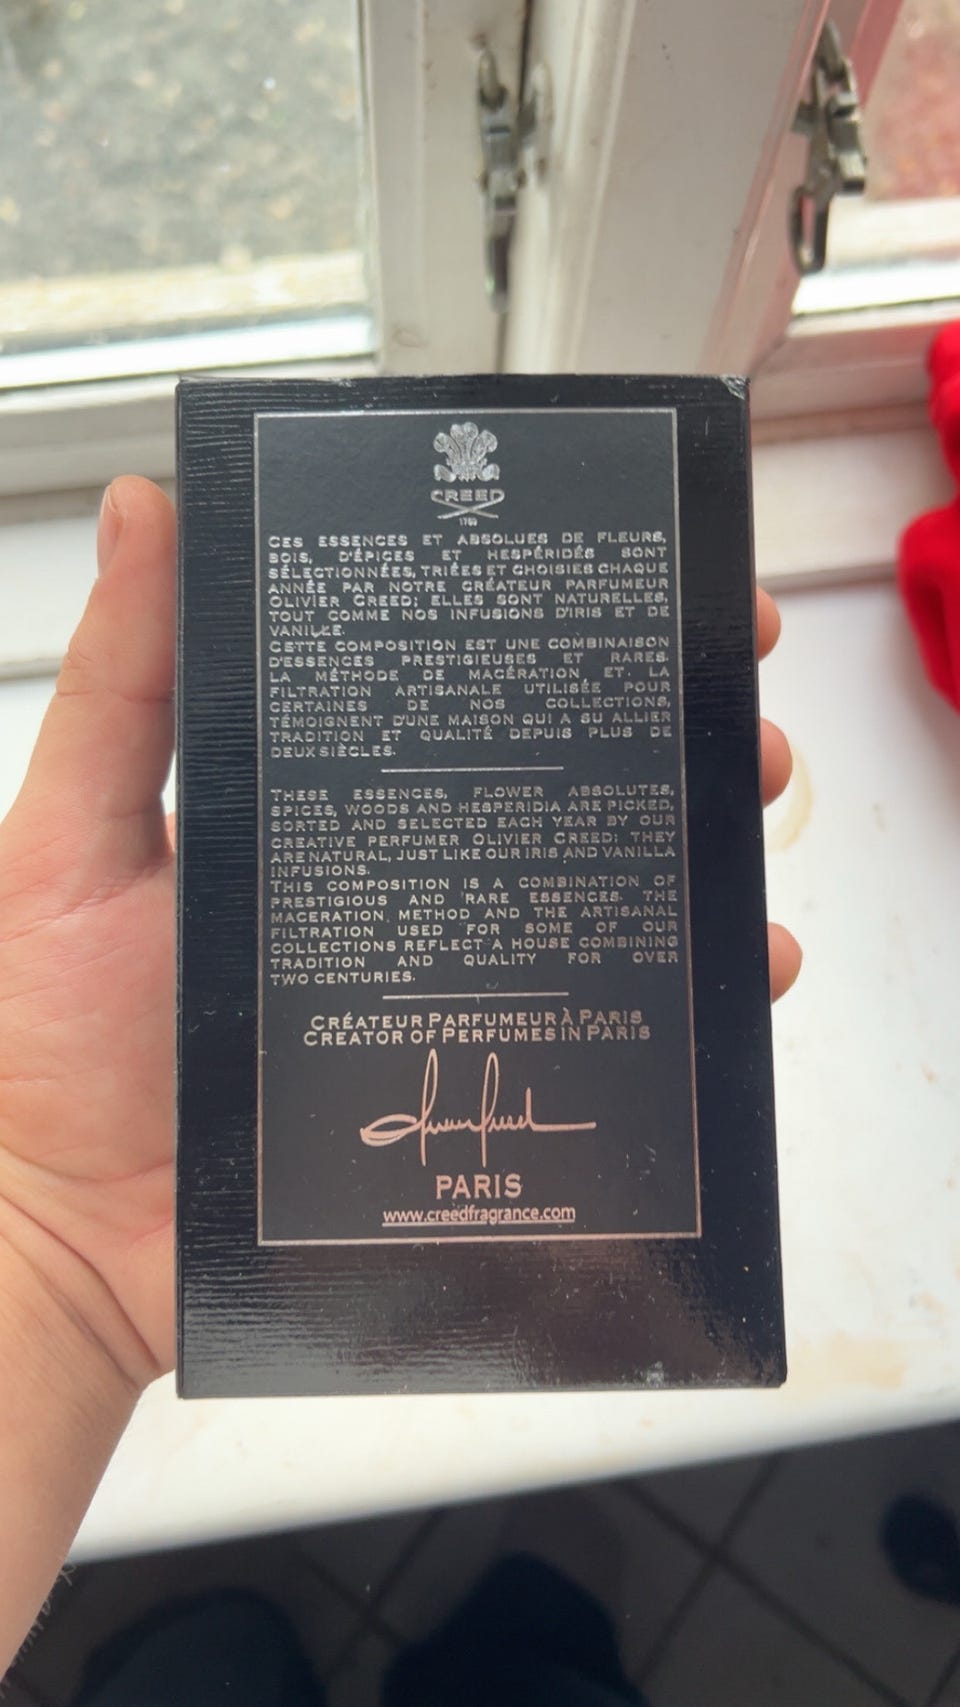 CREED
1760
CES ESSENCES ET ABSOLUES DE FLEURS,
BOIS, D'ÉPICES ET HESPÉRIDÉS SONT
SÉLECTIONNÉES, TRIÉES ET CHOISIES CHAQUE
ANNÉE PAR NOTRE CRÉATEUR PARFUMEUR
OLIVIER CREED; ELLES SONT NATURELLES,
TOUT COMME NOS INFUSIONS D'IRIS ET DE
VANILLE.
CETTE COMPOSITION EST UNE COMBINAISON
D'ESSENCES PRESTIGIEUSES ET RARES.
LA MÉTHODE DE MACÉRATION ET LA
FILTRATION ARTISANALE UTILISÉE POUR
CERTAINES DE NOS COLLECTIONS,
TÉMOIGNENT D'UNE MAISON QUI A SU ALLIER
TRADITION ET QUALITÉ DEPUIS PLUS DE
DEUX SIÈCLES.
THESE ESSENCES, FLOWER ABSOLUTES,
SPICES, WOODS AND HESPERIDIA ARE PICKED,
SORTED AND SELECTED EACH YEAR BY OUR
CREATIVE PERFUMER OLIVIER CREED; THEY
ARE NATURAL, JUST LIKE OUR IRIS AND VANILLA
INFUSIONS.
THIS COMPOSITION IS A COMBINATION OF
PRESTIGIOUS AND RARE ESSENCES. THE
MACERATION METHOD AND THE ARTISANAL
FILTRATION USED FOR SOME OF OUR
COLLECTIONS REFLECT A HOUSE COMBINING
TRADITION AND QUALITY FOR OVER
TWO CENTURIES.
CRÉATEUR PARFUMEUR À PARIS
CREATOR OF PERFUMES IN PARIS
PARIS
www.creedfragrance.com